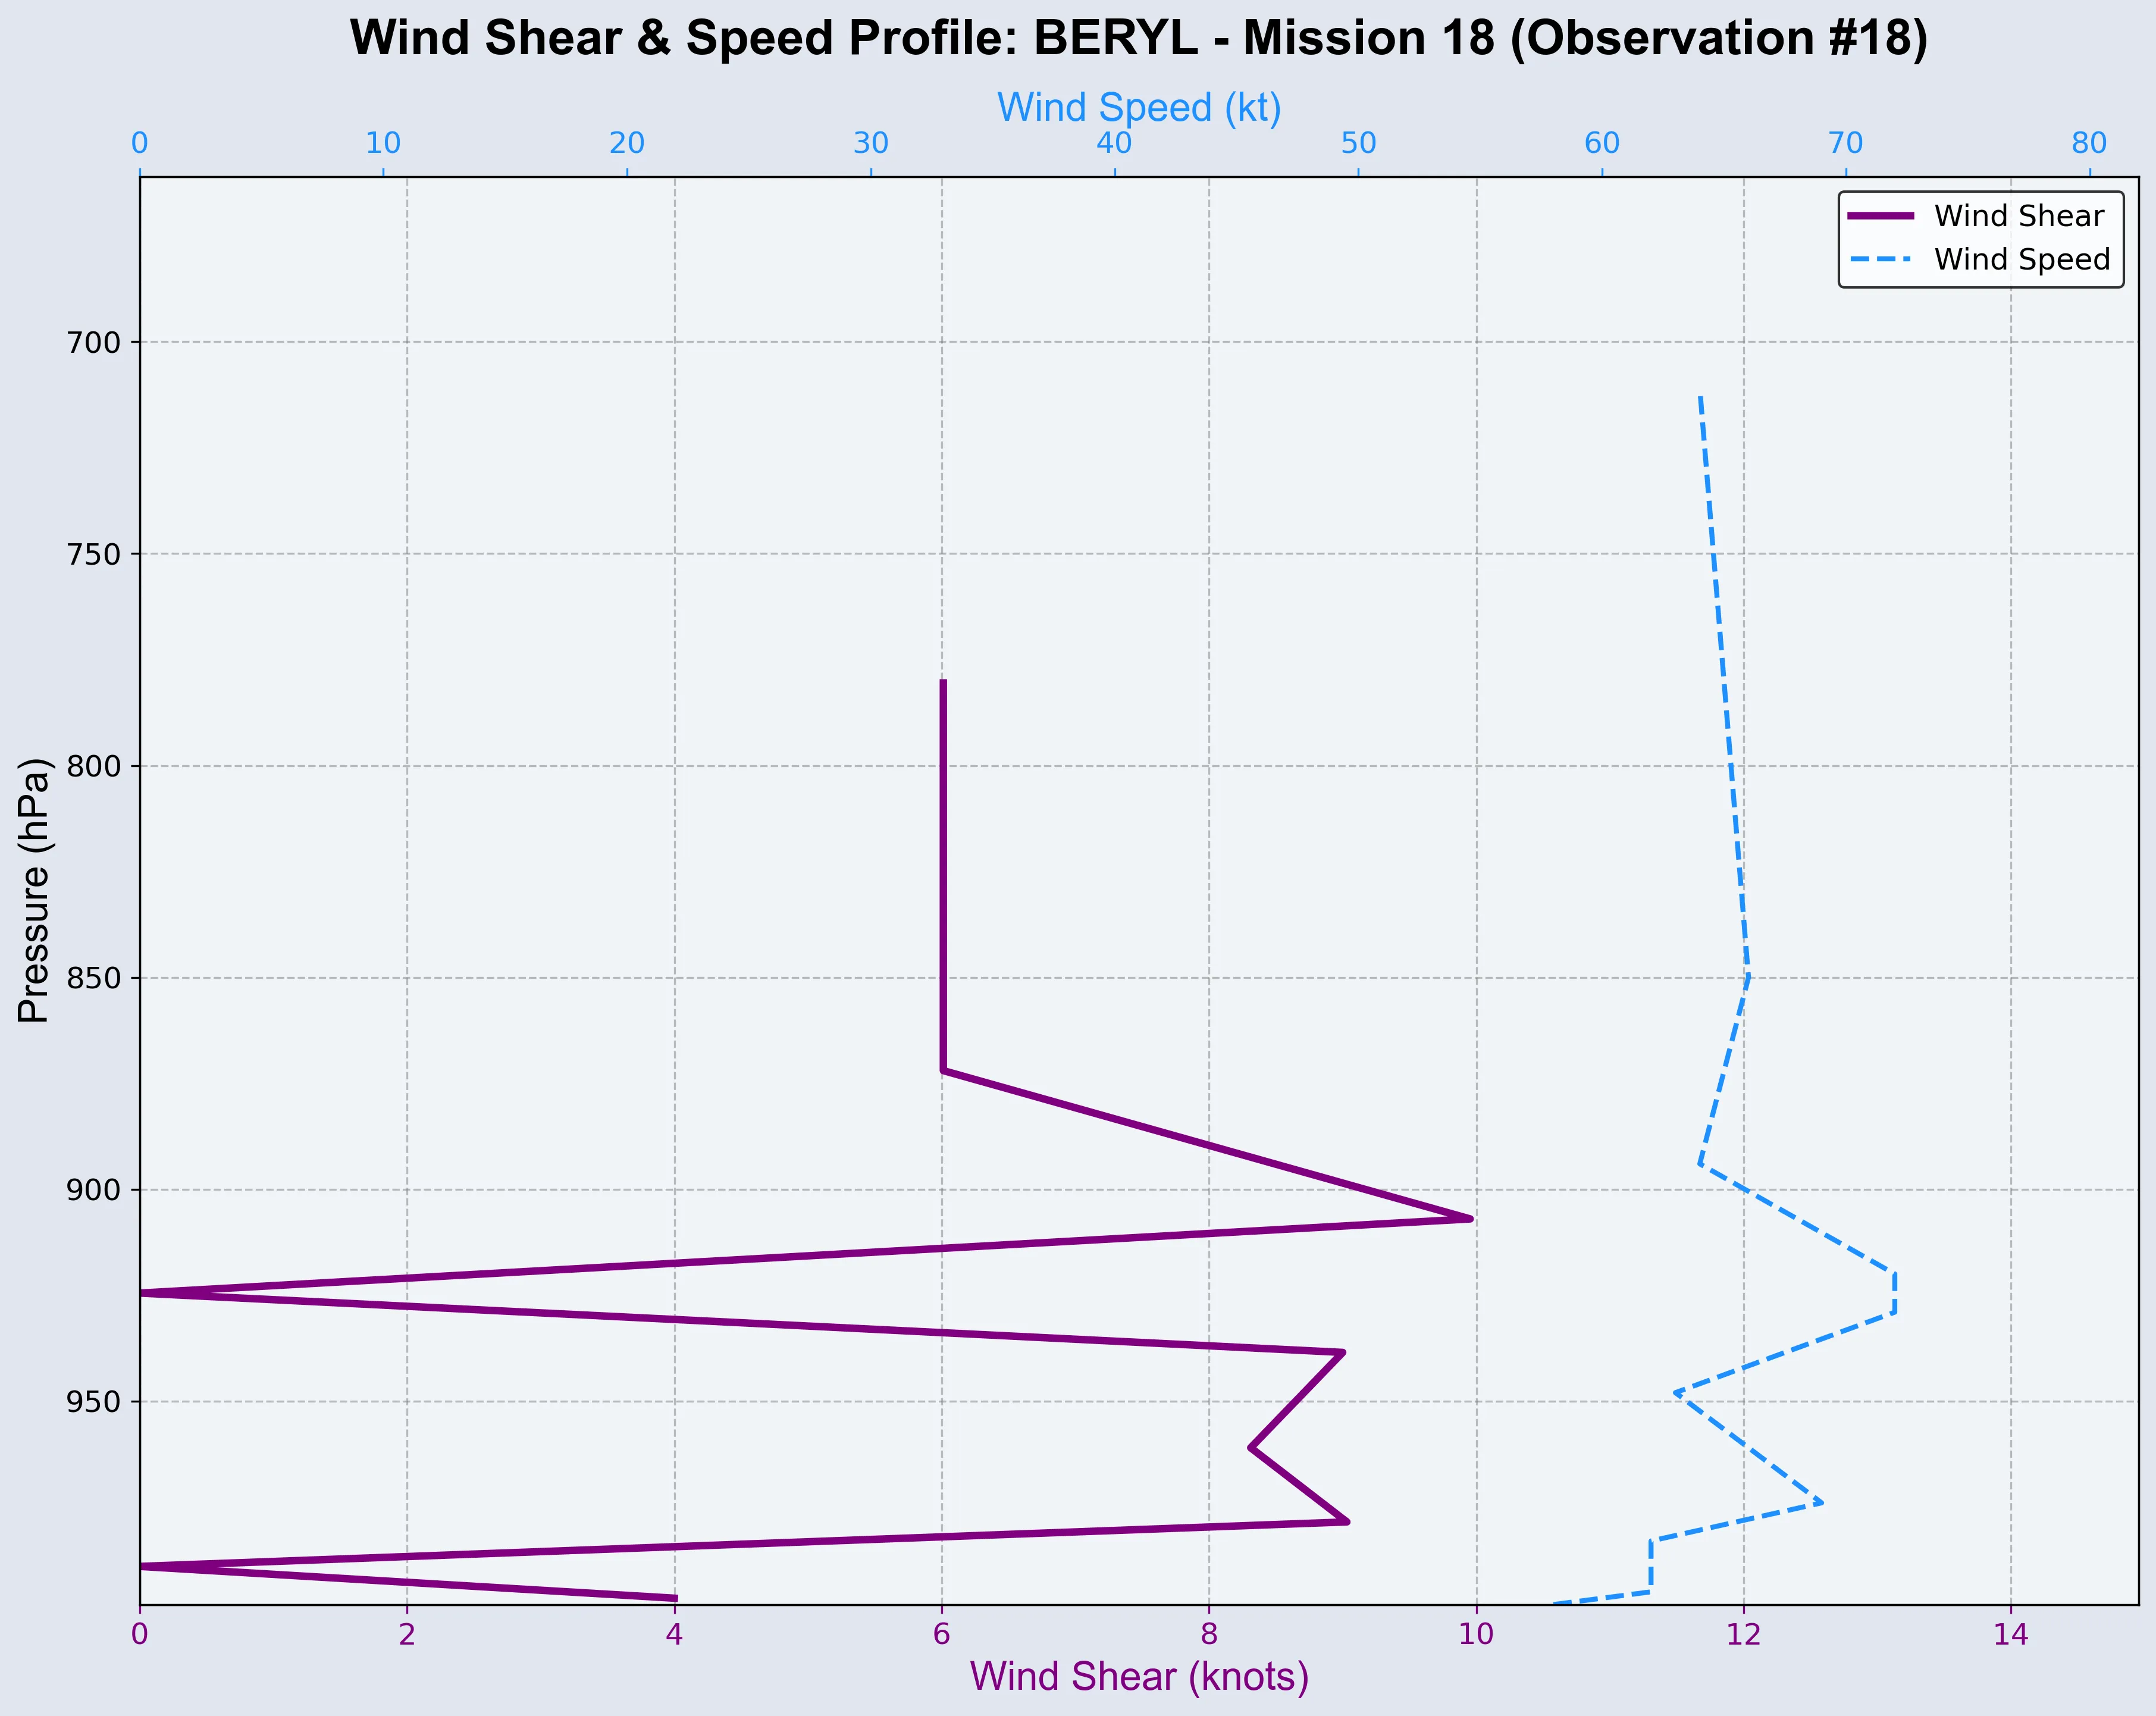 Wind Shear & Speed Profile: BERYL - Mission 18 (Observation #18)
Wind Speed (kt)
0 10 20 30 40 50 60 70 80
Wind Shear
Wind Speed
700
750
800
850
900
950
Pressure (hPa)
0 2 4 6 8 10 12 14
Wind Shear (knots)